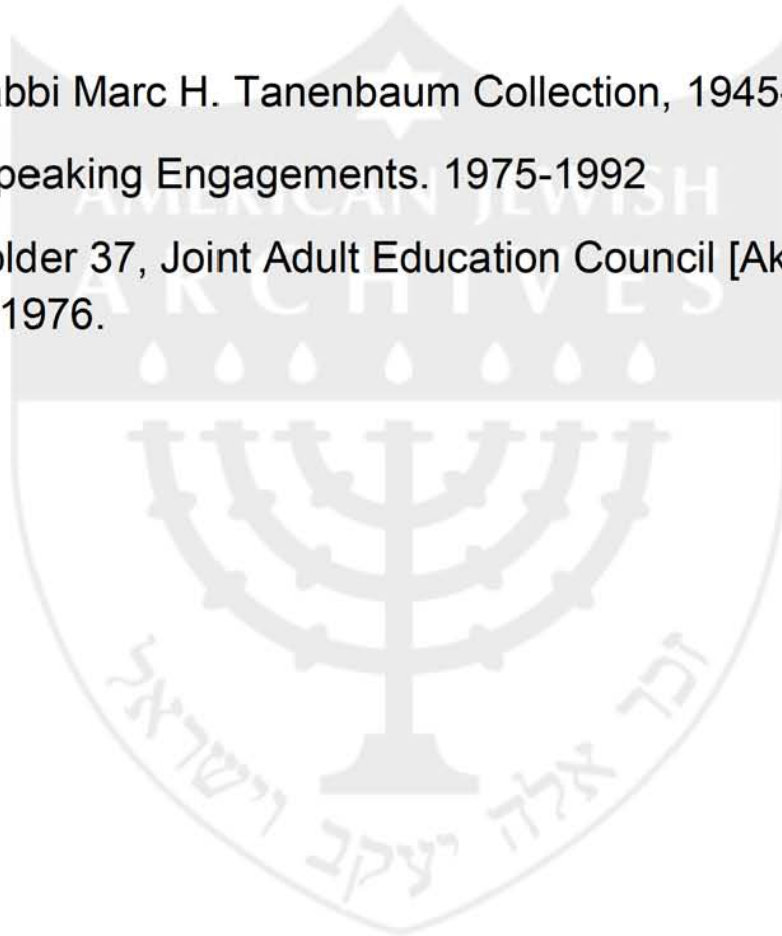 abbi Marc H. Tanenbaum Collection, 1945-
peaking Engagements. 1975-1992
AMERICAN JEWISH
older 37, Joint Adult Education Council [Ak
ARCHIVES
1976.
זכר אלה יעקב וישראל